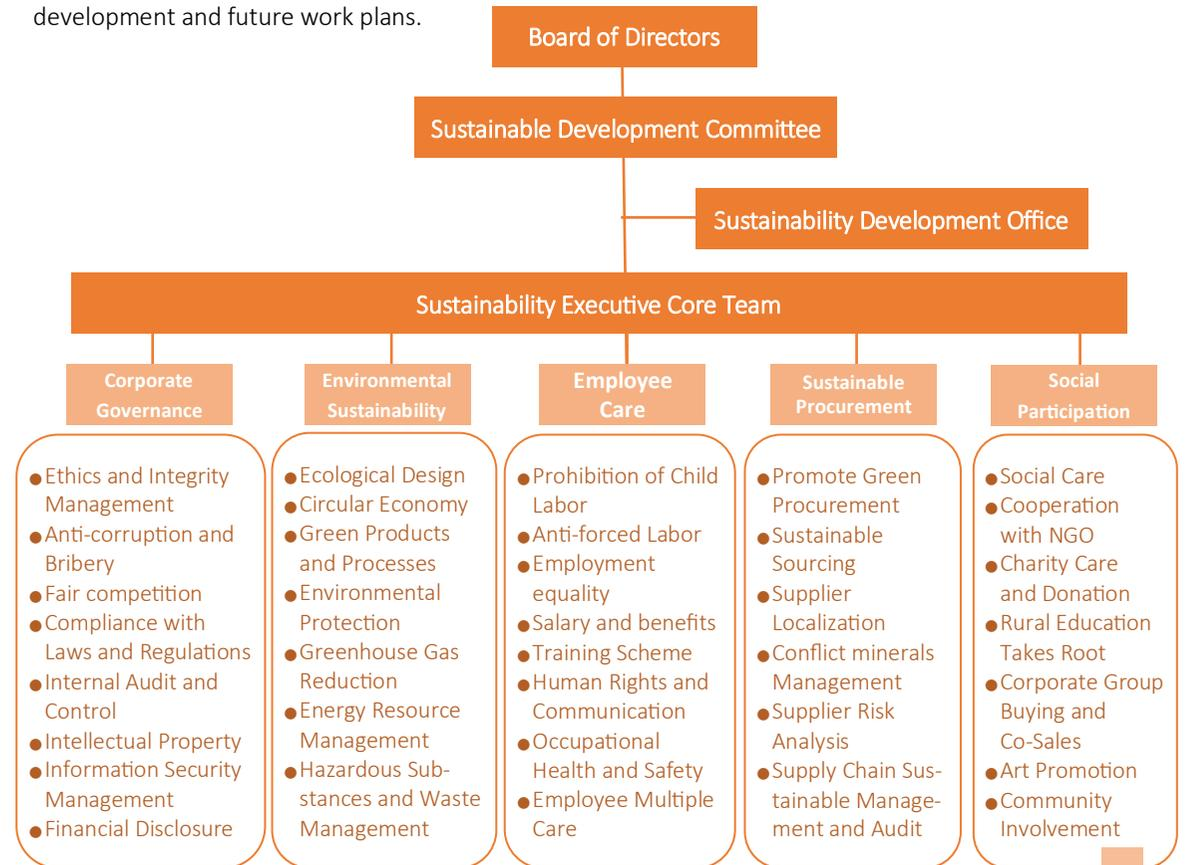 development and future work plans.
Board of Directors
Sustainable Development Committee
Sustainability Development Office
Sustainability Executive Core Team
Corporate
Governance
●Ethics and Integrity
Management
●Anti-corruption and
Bribery
●Fair competition
●Compliance with
Laws and Regulations
●Internal Audit and
Control
●Intellectual Property
●Information Security
Management
●Financial Disclosure
Environmental
Sustainability
●Ecological Design
●Circular Economy
●Green Products
and Processes
●Environmental
Protection
●Greenhouse Gas
Reduction
●Energy Resource
Management
●Hazardous Sub-
stances and Waste
Management
Employee
Care
●Prohibition of Child
Labor
●Anti-forced Labor
●Employment
equality
●Salary and benefits
●Training Scheme
●Human Rights and
Communication
●Occupational
Health and Safety
●Employee Multiple
Care
Sustainable
Procurement
●Promote Green
Procurement
●Sustainable
Sourcing
●Supplier
Localization
●Conflict minerals
Management
●Supplier Risk
Analysis
●Supply Chain Sus-
tainable Manage-
ment and Audit
Social
Participation
●Social Care
●Cooperation
with NGO
●Charity Care
and Donation
●Rural Education
Takes Root
●Corporate Group
Buying and
Co-Sales
●Art Promotion
●Community
Involvement